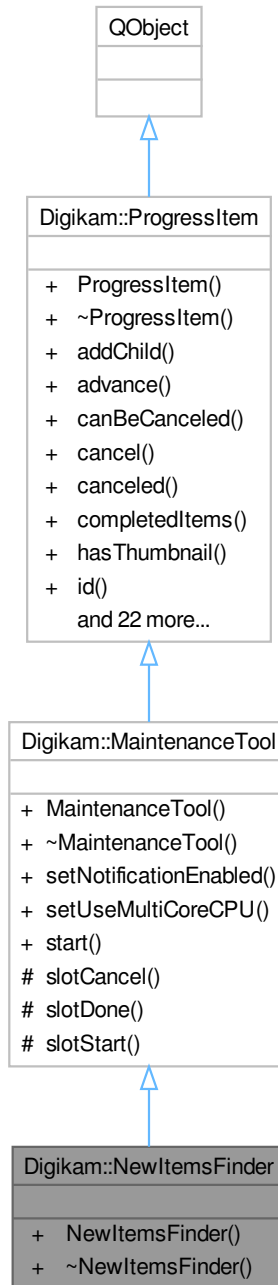 QObject
Digikam::ProgressItem
+ ProgressItem()
+ ~ProgressItem()
+ addChild()
+ advance()
+ canBeCanceled()
+ cancel()
+ canceled()
+ completedItems()
+ hasThumbnail()
+ id()
and 22 more...
Digikam::MaintenanceTool
+ MaintenanceTool()
+ ~MaintenanceTool()
+ setNotificationEnabled()
+ setUseMultiCoreCPU()
+ start()
# slotCancel()
# slotDone()
# slotStart()
Digikam::NewItemsFinder
+ NewItemsFinder()
+ ~NewItemsFinder()